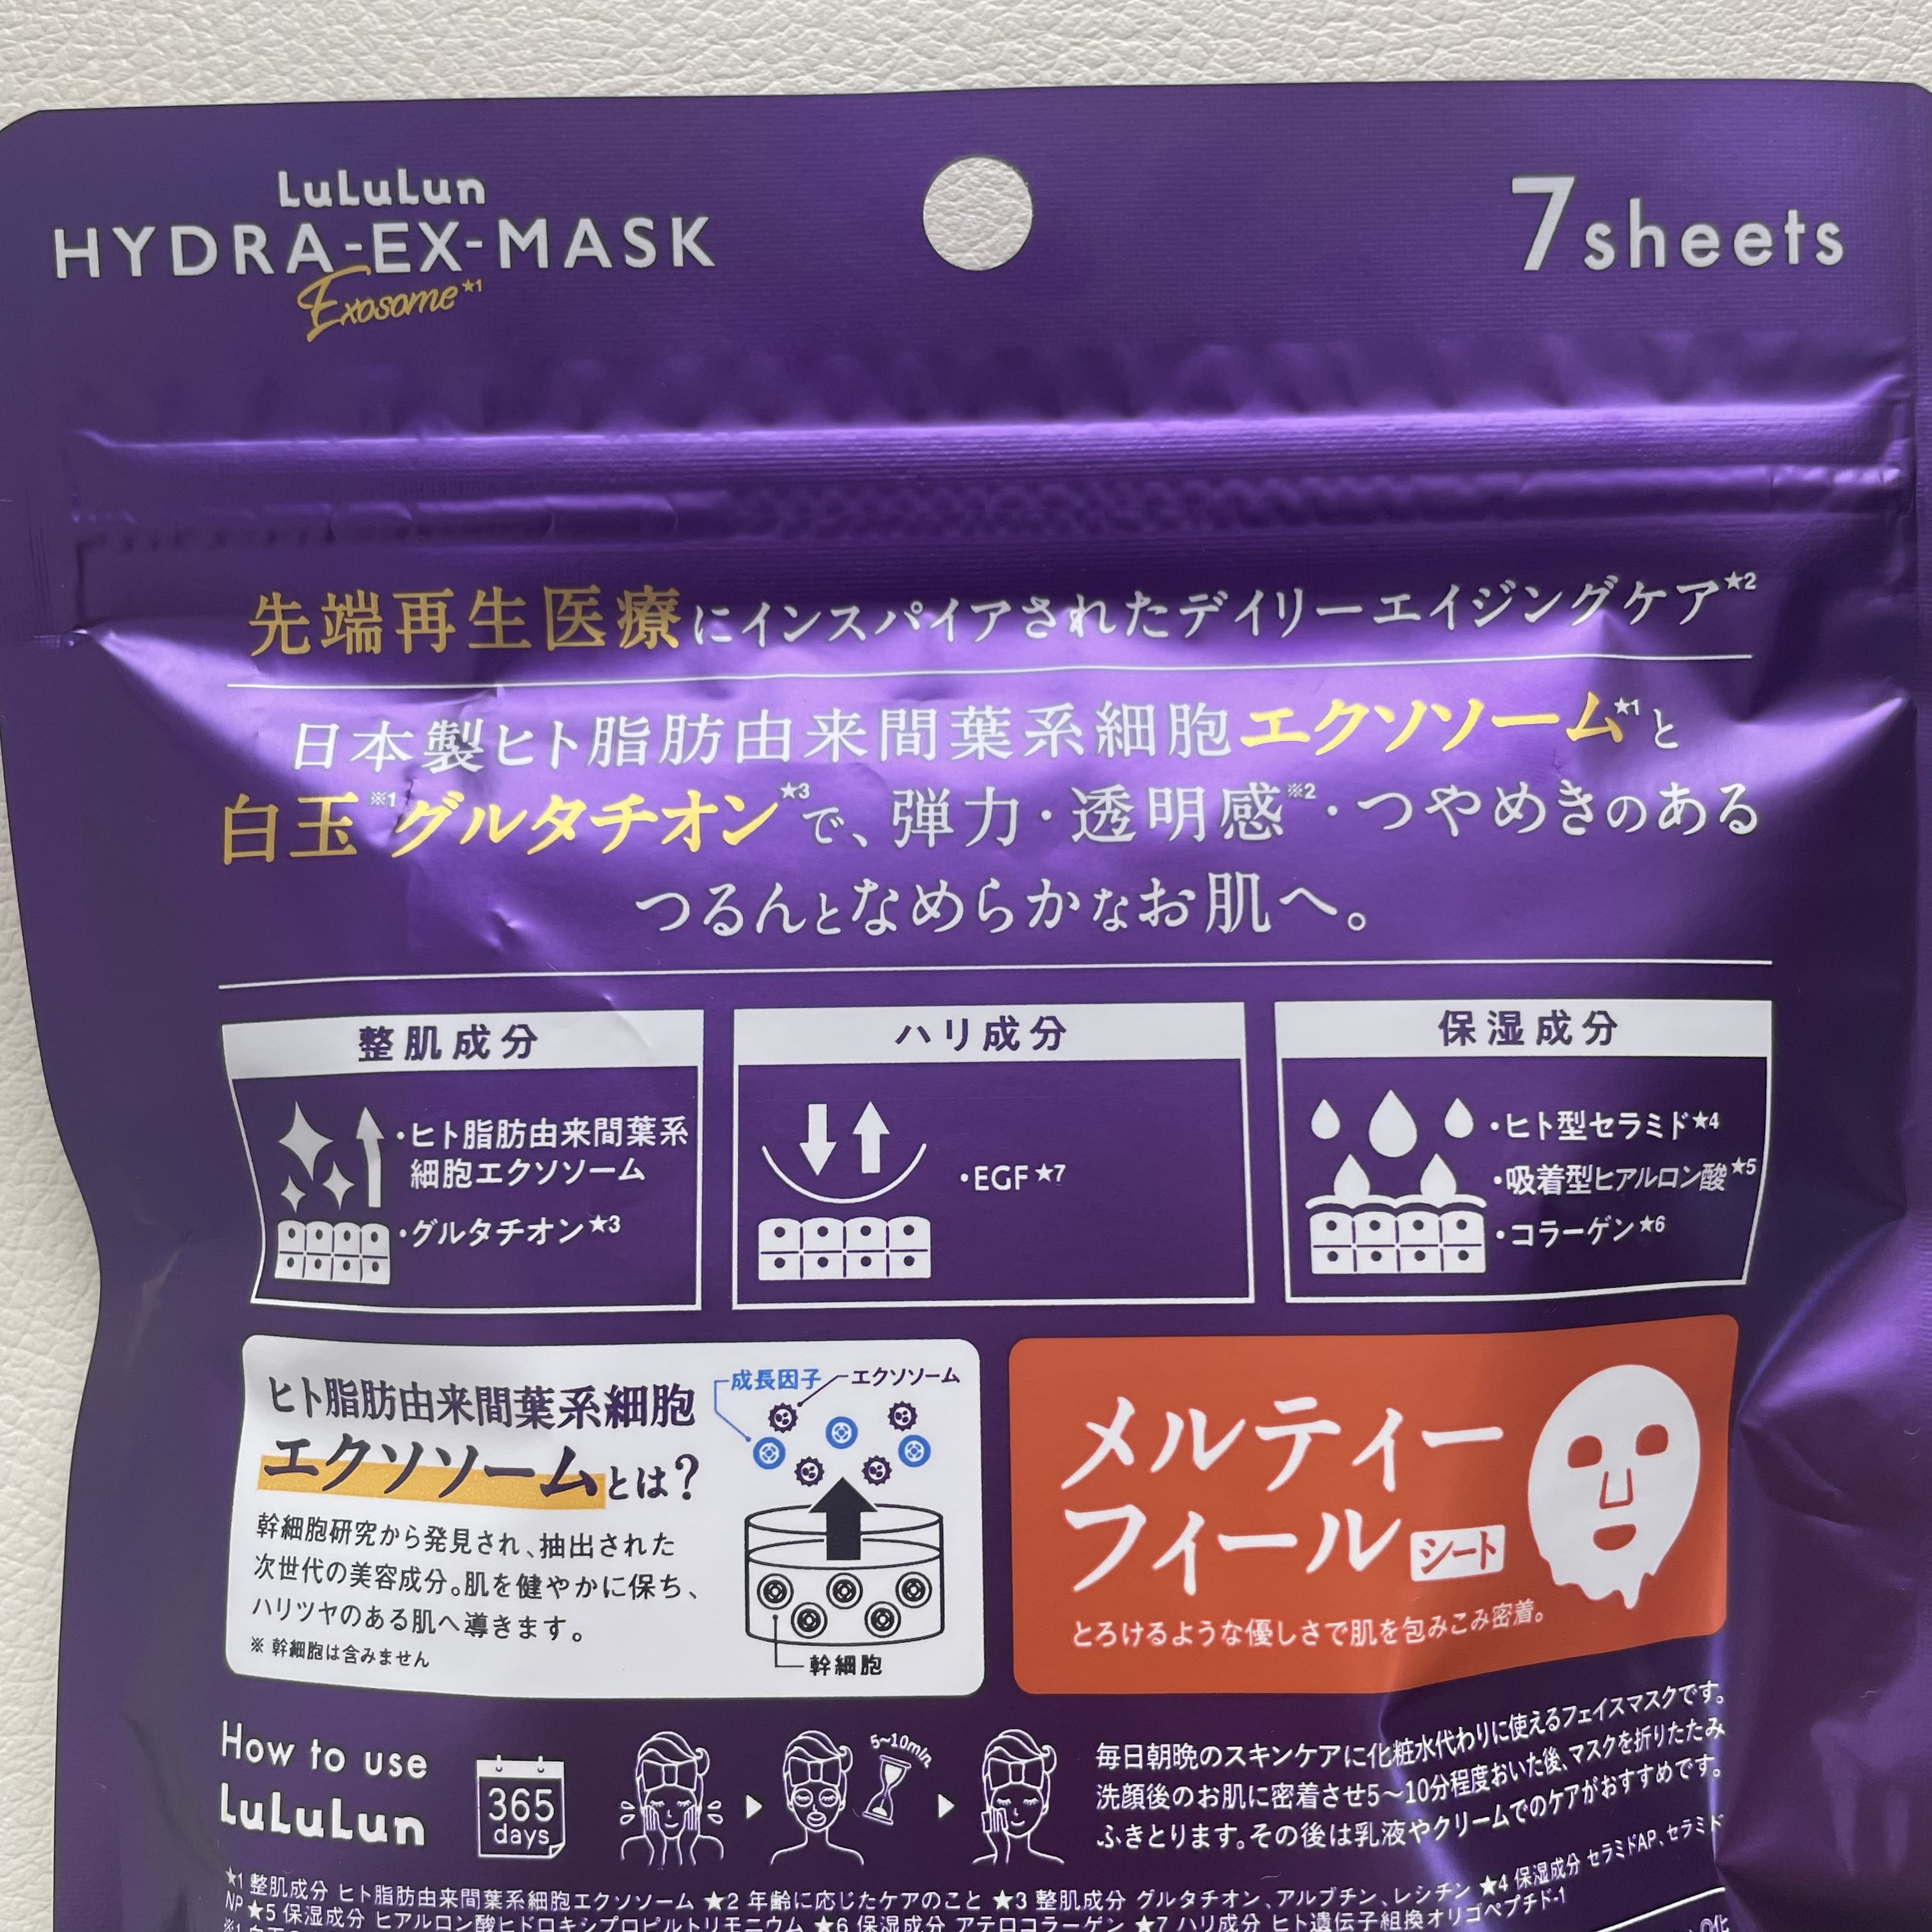 LuLuLun
HYDRA-EX-MASK
Exosome★1
7sheets
先端再生医療にインスパイアされたデイリーエイジングケア★2
日本製ヒト脂肪由来間葉系細胞エクソソーム★1と
白玉※1グルタチオン★3で、弾力・透明感※2・つやめきのある
つるんとなめらかなお肌へ。
整肌成分
・ヒト脂肪由来間葉系
細胞エクソソーム
・グルタチオン★3
ハリ成分
・EGF★7
保湿成分
・ヒト型セラミド★4
・吸着型ヒアルロン酸★5
・コラーゲン★6
ヒト脂肪由来間葉系細胞
エクソソームとは?
幹細胞研究から発見され、抽出された
次世代の美容成分。肌を健やかに保ち、
ハリツヤのある肌へ導きます。
※ 幹細胞は含みません
成長因子
エクソソーム
幹細胞
メルティー
フィールシート
とろけるような優しさで肌を包みこみ密着。
How to use
LuLuLun
365
days
5~10min
毎日朝晩のスキンケアに化粧水代わりに使えるフェイスマスクです。
洗顔後のお肌に密着させ5〜10分程度おいた後、マスクを折りたたみ
ふきとります。その後は乳液やクリームでのケアがおすすめです。
★1 整肌成分 ヒト脂肪由来間葉系細胞エクソソーム ★2 年齢に応じたケアのこと ★3 整肌成分 グルタチオン、アルブチン、レシチン ★4 保湿成分 セラミドAP、セラミド
NP ★5 保湿成分 ヒアルロン酸ヒドロキシプロピルトリモニウム ★6 保湿成分 アテロコラーゲン ★7 ハリ成分 ヒト遺伝子組換オリゴペプチド-1